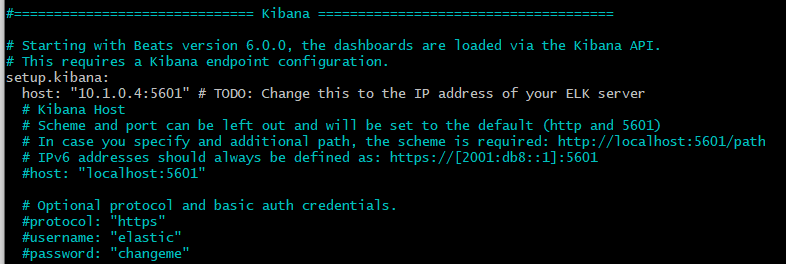 #============================== Kibana =====================================
# Starting with Beats version 6.0.0, the dashboards are loaded via the Kibana API.
# This requires a Kibana endpoint configuration.
setup.kibana:
  host: "10.1.0.4:5601" # TODO: Change this to the IP address of your ELK server
  # Kibana Host
  # Scheme and port can be left out and will be set to the default (http and 5601)
  # In case you specify and additional path, the scheme is required: http://localhost:5601/path
  # IPv6 addresses should always be defined as: https://[2001:db8::1]:5601
  #host: "localhost:5601"
  # Optional protocol and basic auth credentials.
  #protocol: "https"
  #username: "elastic"
  #password: "changeme"